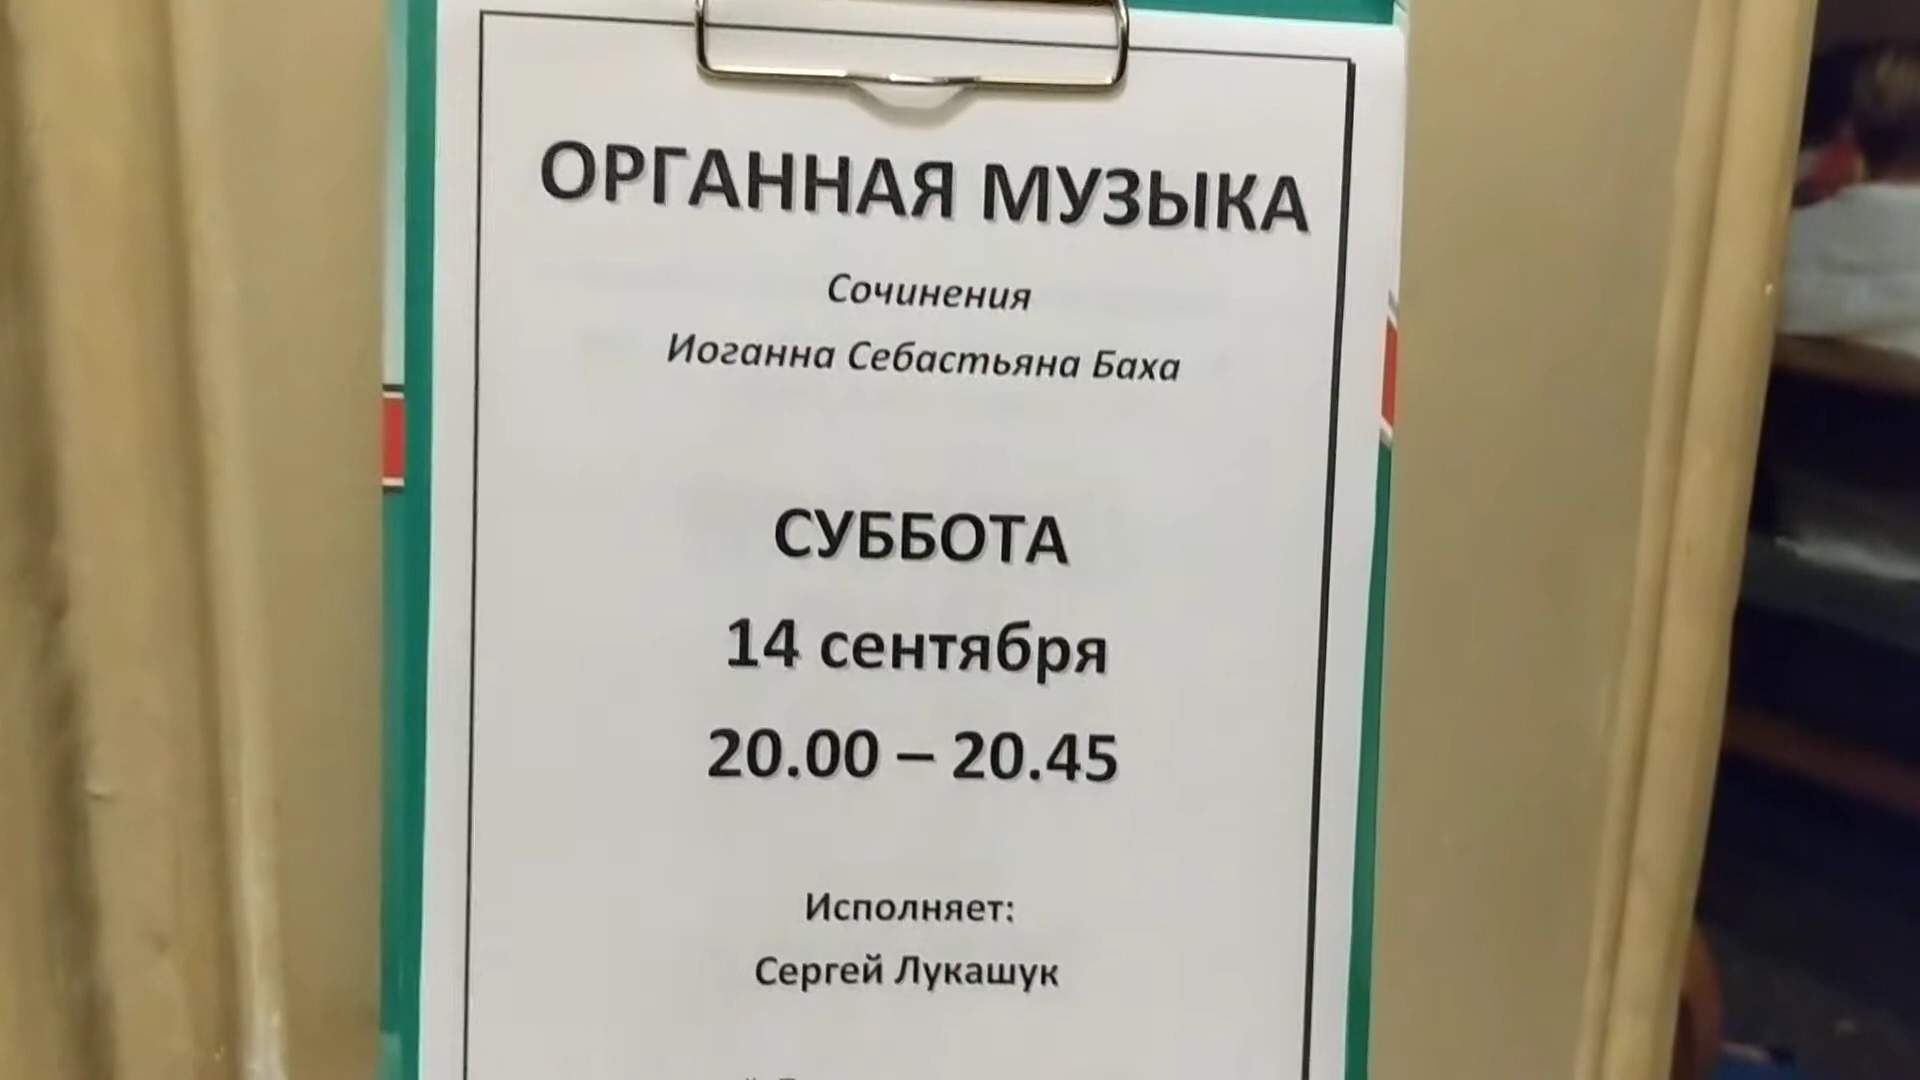 ОРГАННАЯ МУЗЫКА
Сочинения
Иоганна Себастьяна Баха
СУББОТА
14 сентября
20.00 – 20.45
Исполняет:
Сергей Лукашук